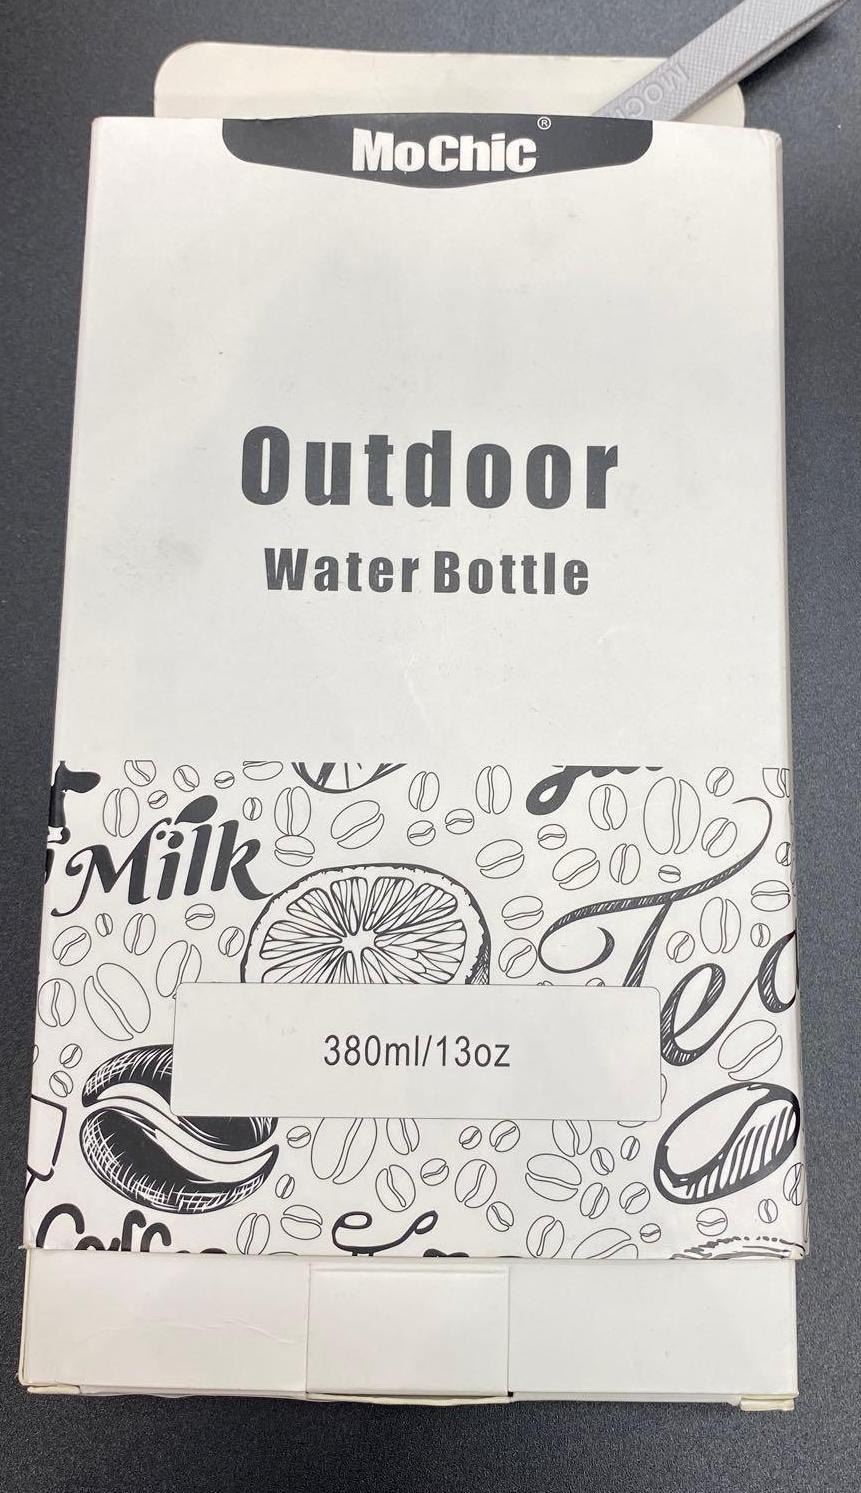 MoChic®
Outdoor
Water Bottle
Milk
Tea
380ml/13oz